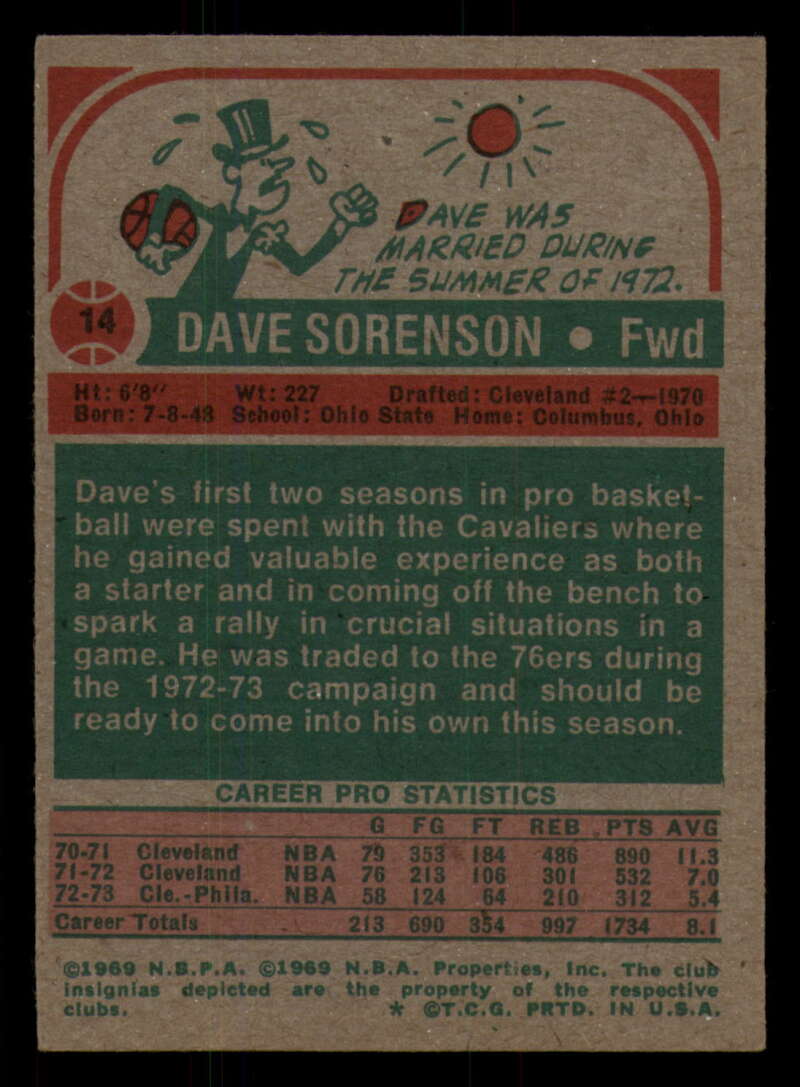 DAVE WAS
MARRIED DURING
THE SUMMER OF 1972.
14
DAVE SORENSON • Fwd
Ht: 6'8" Wt: 227 Drafted: Cleveland #2—1970
Born: 7-8-48 School: Ohio State Home: Columbus, Ohio
Dave's first two seasons in pro basket-
ball were spent with the Cavaliers where
he gained valuable experience as both
a starter and in coming off the bench to
spark a rally in crucial situations in a
game. He was traded to the 76ers during
the 1972-73 campaign and should be
ready to come into his own this season.
CAREER PRO STATISTICS
G FG FT REB PTS AVG
70-71 Cleveland NBA 79 353 184 486 890 11.3
71-72 Cleveland NBA 76 213 106 301 532 7.0
72-73 Cle.-Phila. NBA 58 124 64 210 312 5.4
Career Totals 213 690 354 997 1734 8.1
©1969 N.B.P.A. ©1969 N.B.A. Properties, Inc. The club
insignias depicted are the property of the respective
clubs. * ©T.C.G. PRTD. IN U.S.A.